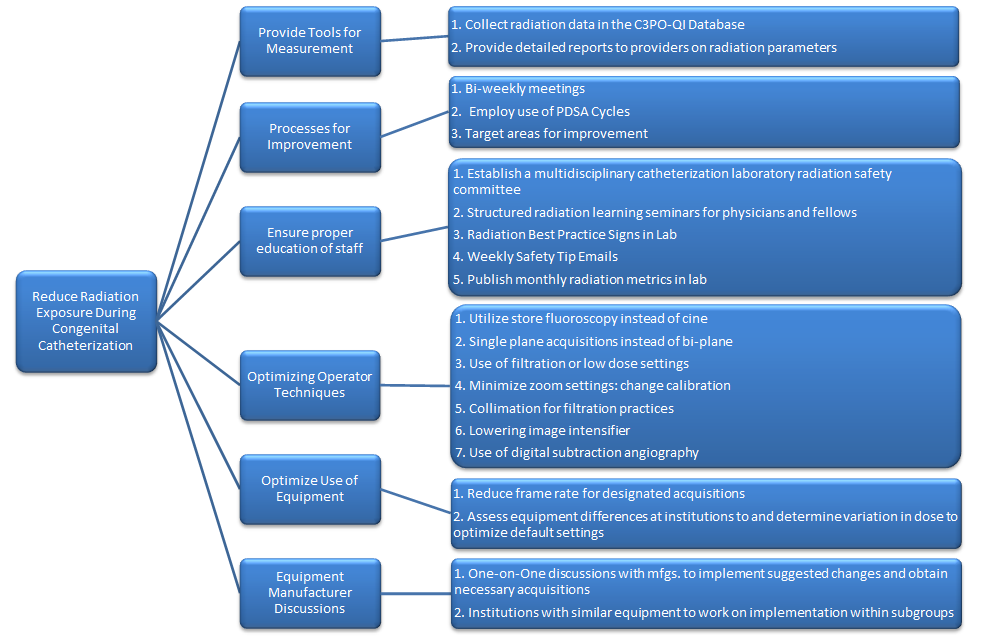 Provide Tools for
Measurement
1. Collect radiation data in the C3PO-QI Database
2. Provide detailed reports to providers on radiation parameters
Processes for
Improvement
1. Bi-weekly meetings
2. Employ use of PDSA Cycles
3. Target areas for improvement
Ensure proper
education of staff
1. Establish a multidisciplinary catheterization laboratory radiation safety
committee
2. Structured radiation learning seminars for physicians and fellows
3. Radiation Best Practice Signs in Lab
4. Weekly Safety Tip Emails
5. Publish monthly radiation metrics in lab
Reduce Radiation
Exposure During
Congenital
Catheterization
Optimizing Operator
Techniques
1. Utilize store fluoroscopy instead of cine
2. Single plane acquisitions instead of bi-plane
3. Use of filtration or low dose settings
4. Minimize zoom settings: change calibration
5. Collimation for filtration practices
6. Lowering image intensifier
7. Use of digital subtraction angiography
Optimize Use of
Equipment
1. Reduce frame rate for designated acquisitions
2. Assess equipment differences at institutions to and determine variation in dose to
optimize default settings
Equipment
Manufacturer
Discussions
1. One-on-One discussions with mfgs. to implement suggested changes and obtain
necessary acquisitions
2. Institutions with similar equipment to work on implementation within subgroups